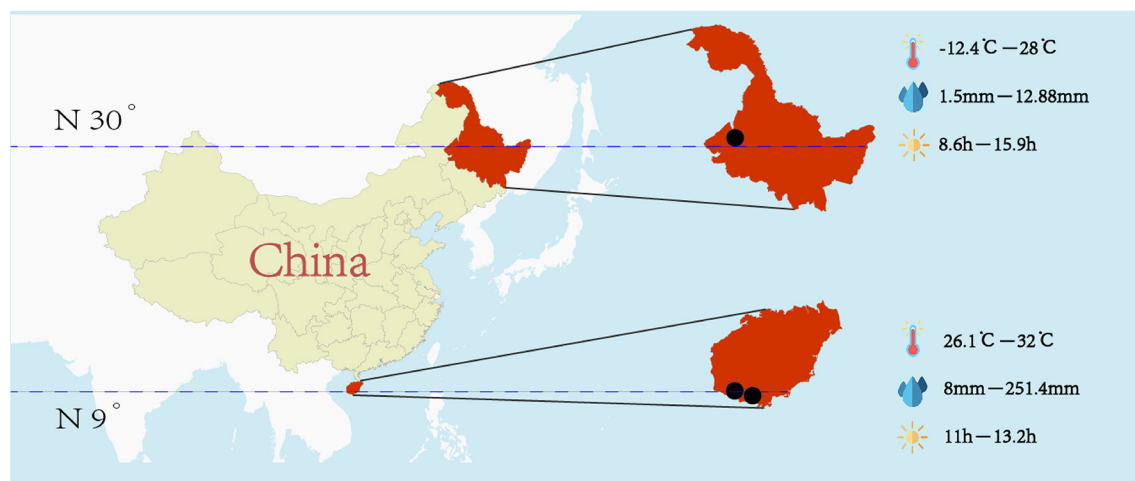 N 30°
China
N 9°
-12.4℃—28℃
1.5mm—12.88mm
8.6h—15.9h
26.1℃—32℃
8mm—251.4mm
11h—13.2h